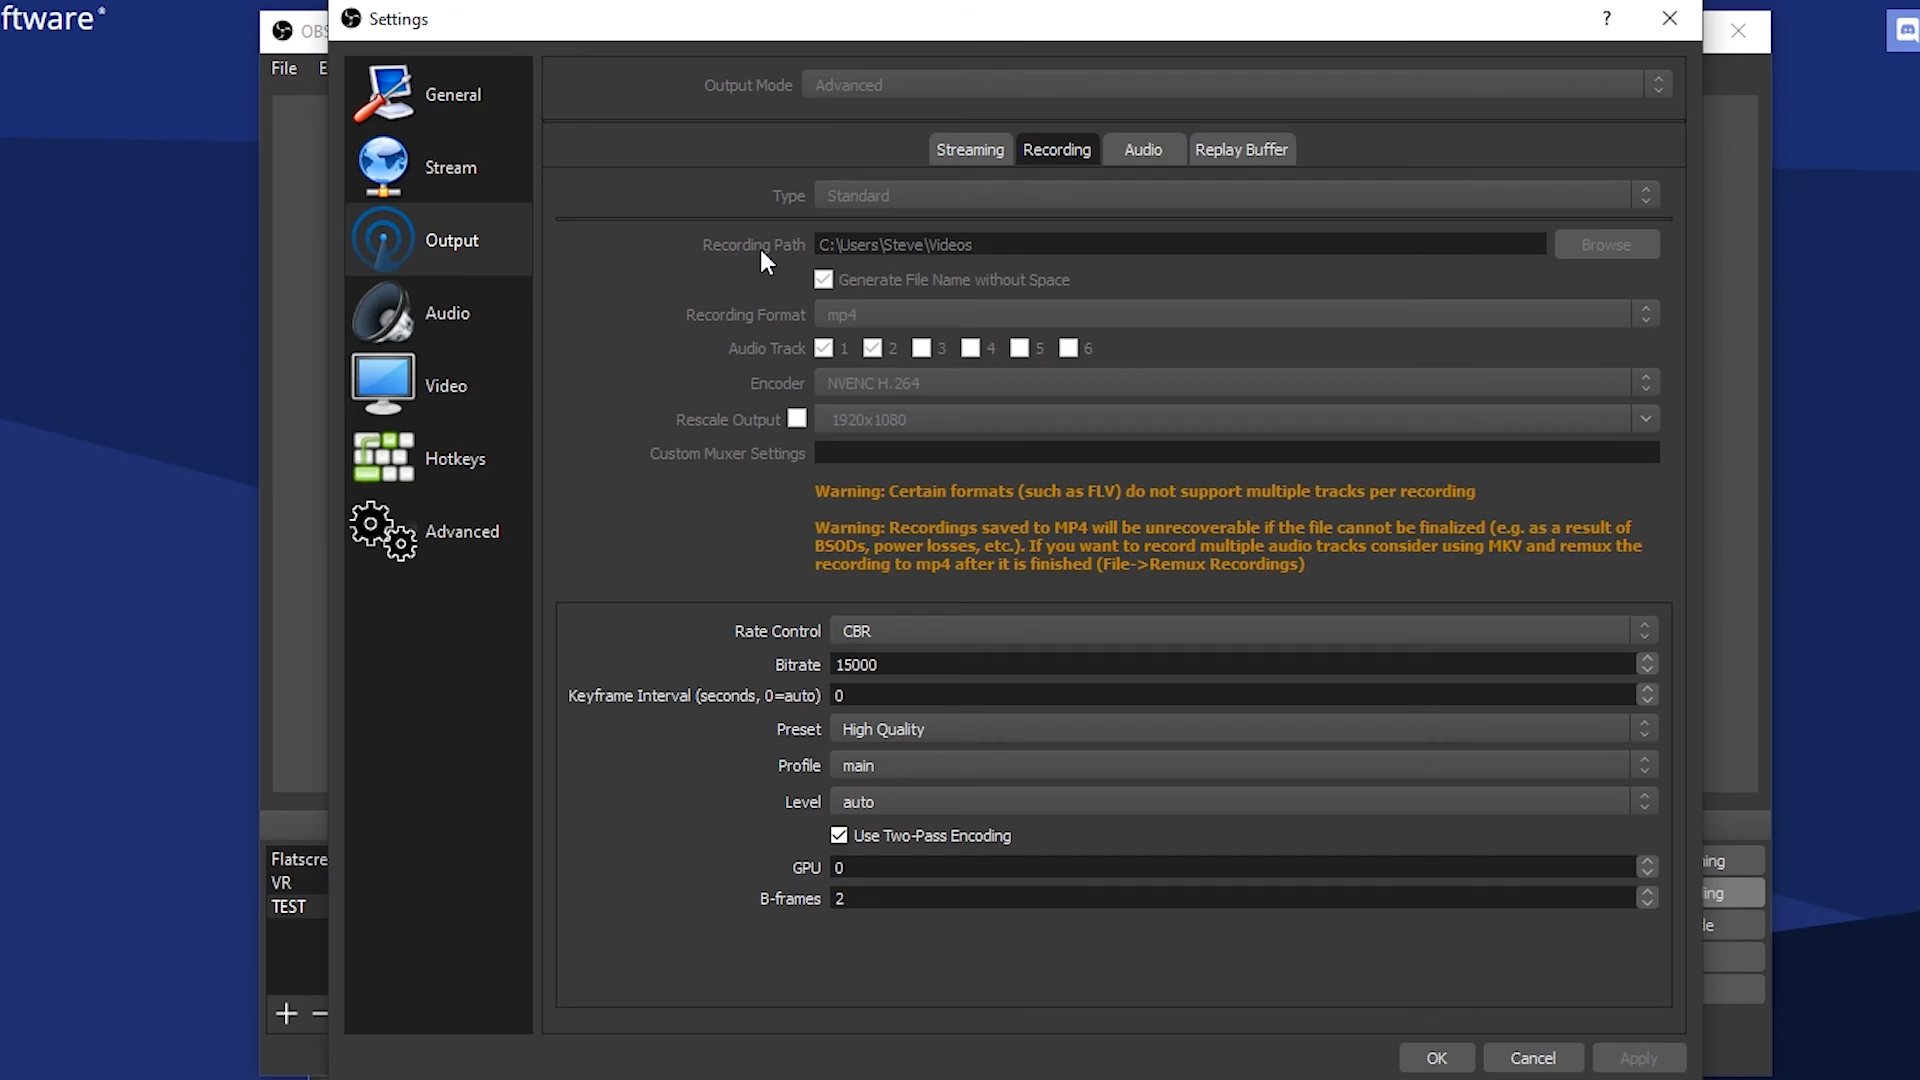 ftware®
Settings
?
OBS
File
General
Stream
Output
Audio
Video
Hotkeys
Advanced
Output Mode Advanced
Streaming Recording Audio Replay Buffer
Type Standard
Recording Path C:\Users\Steve\Videos Browse
Generate File Name without Space
Recording Format mp4
Audio Track 1 2 3 4 5 6
Encoder NVENC H.264
Rescale Output 1920x1080
Custom Muxer Settings
Warning: Certain formats (such as FLV) do not support multiple tracks per recording
Warning: Recordings saved to MP4 will be unrecoverable if the file cannot be finalized (e.g. as a result of
BSODs, power losses, etc.). If you want to record multiple audio tracks consider using MKV and remux the
recording to mp4 after it is finished (File->Remux Recordings)
Rate Control CBR
Bitrate 15000
Keyframe Interval (seconds, 0=auto) 0
Preset High Quality
Profile main
Level auto
Use Two-Pass Encoding
GPU 0
B-frames 2
Flatscre
VR
TEST
ing
ing
de
OK Cancel Apply